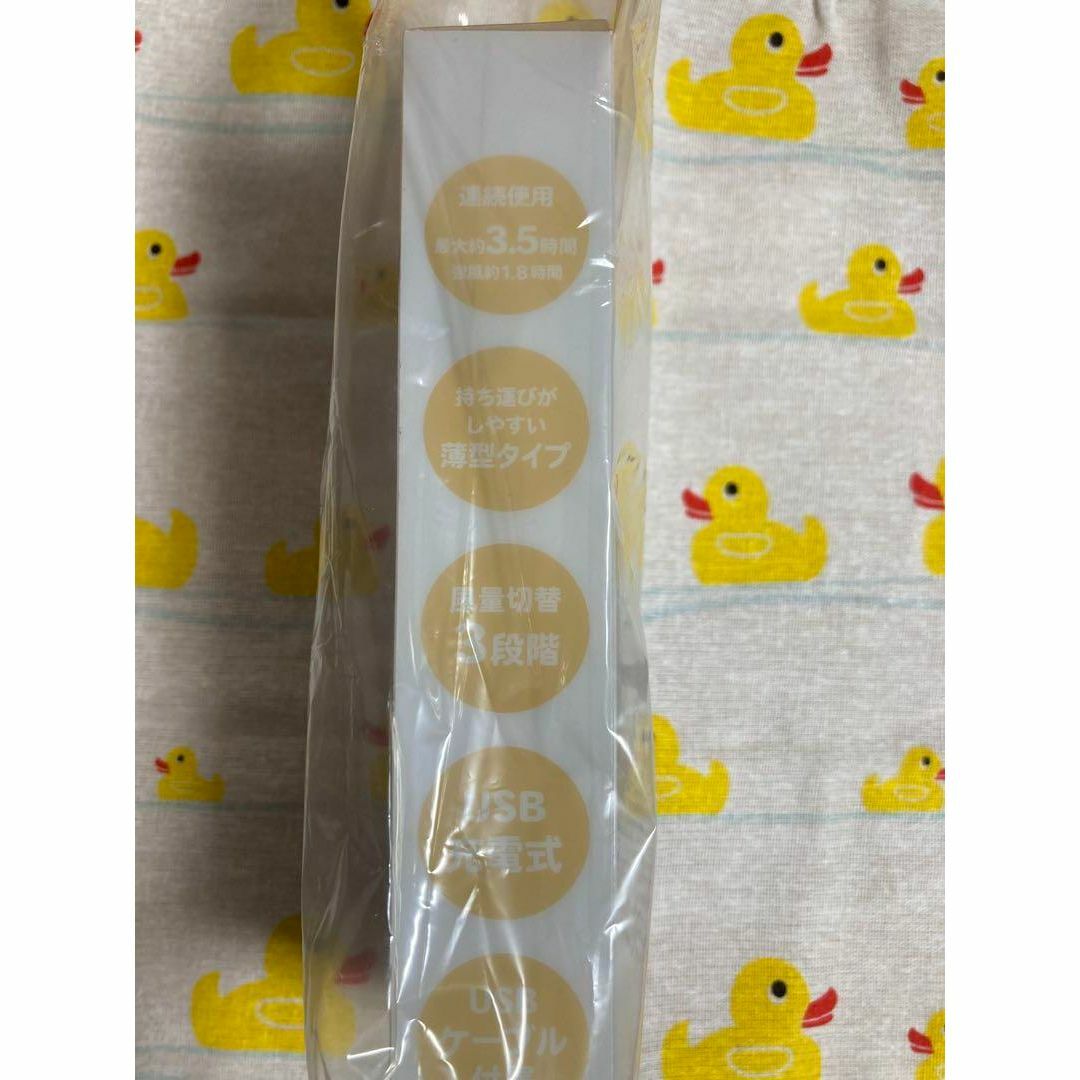 連続使用
最大約3.5時間
強風約1.8時間
持ち運びが
しやすい
薄型タイプ
風量切替
3段階
USB
充電式
USB
ケーブル